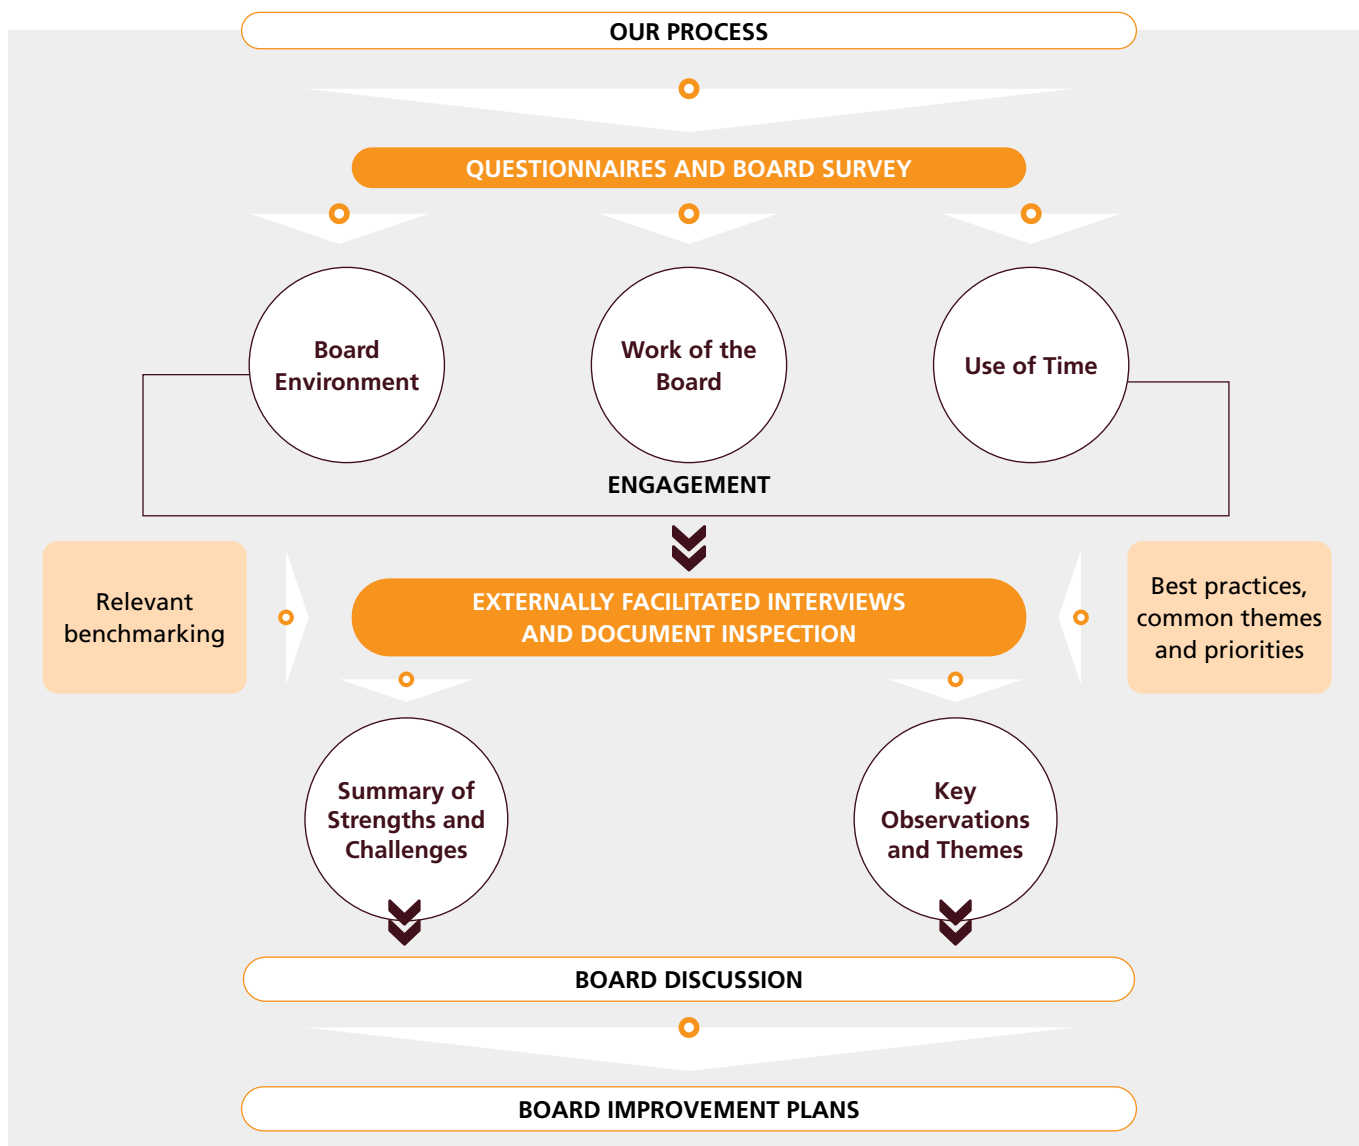 OUR PROCESS
QUESTIONNAIRES AND BOARD SURVEY
Board
Environment
Work of the
Board
Use of Time
ENGAGEMENT
Relevant
benchmarking
EXTERNALLY FACILITATED INTERVIEWS
AND DOCUMENT INSPECTION
Best practices,
common themes
and priorities
Summary of
Strengths and
Challenges
Key
Observations
and Themes
BOARD DISCUSSION
BOARD IMPROVEMENT PLANS